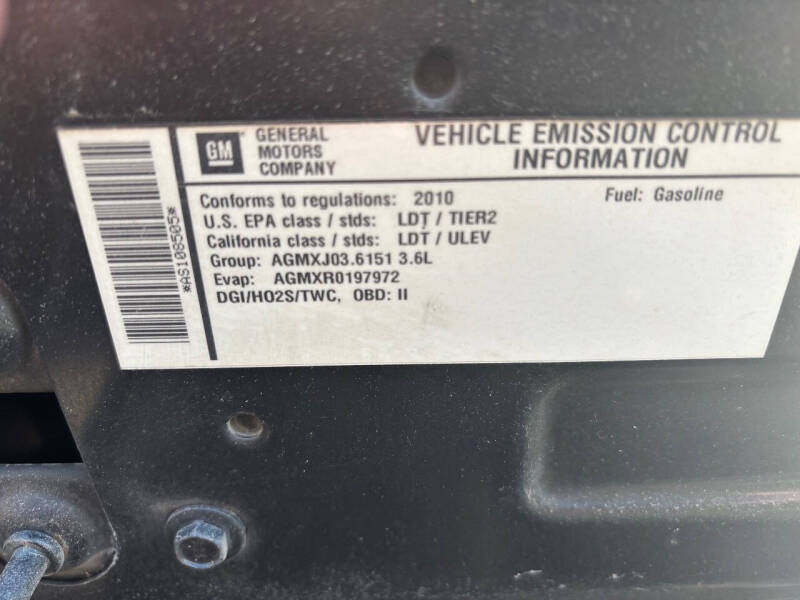 *AS108505*
GM
GENERAL
MOTORS
COMPANY
VEHICLE EMISSION CONTROL
INFORMATION
Conforms to regulations: 2010 Fuel: Gasoline
U.S. EPA class / stds: LDT / TIER2
California class / stds: LDT / ULEV
Group: AGMXJ03.6151 3.6L
Evap: AGMXR0197972
DGI/HO2S/TWC, OBD: II